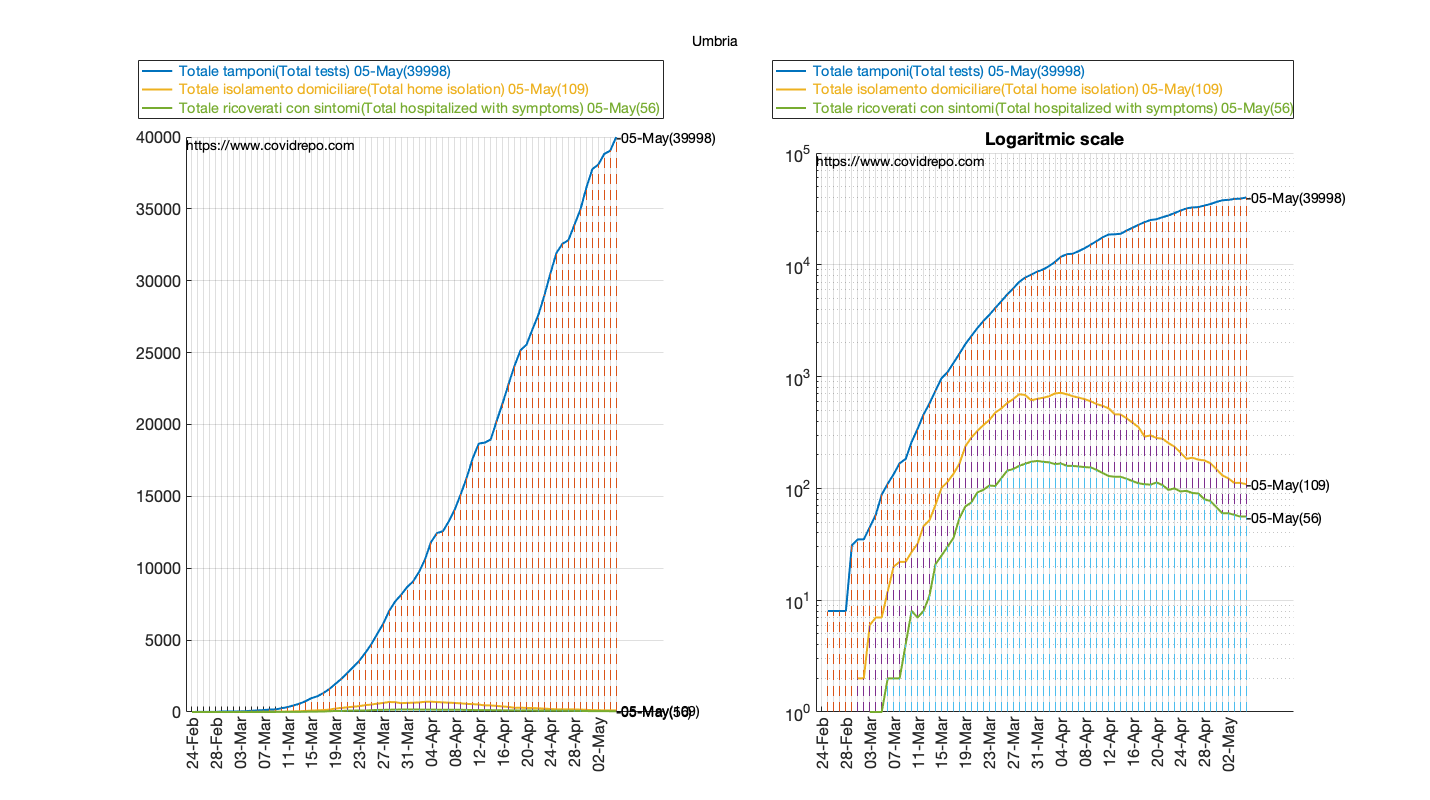 Umbria
Totale tamponi(Total tests) 05-May(39998)
Totale isolamento domiciliare(Total home isolation) 05-May(109)
Totale ricoverati con sintomi(Total hospitalized with symptoms) 05-May(56)
https://www.covidrepo.com
05-May(39998)
40000
35000
30000
25000
20000
15000
10000
5000
0
05-May(109)
05-May(56)
24-Feb
28-Feb
03-Mar
07-Mar
11-Mar
15-Mar
19-Mar
23-Mar
27-Mar
31-Mar
04-Apr
08-Apr
12-Apr
16-Apr
20-Apr
24-Apr
28-Apr
02-May
Totale tamponi(Total tests) 05-May(39998)
Totale isolamento domiciliare(Total home isolation) 05-May(109)
Totale ricoverati con sintomi(Total hospitalized with symptoms) 05-May(56)
Logaritmic scale
https://www.covidrepo.com
10^5
10^4
10^3
10^2
10^1
10^0
05-May(39998)
05-May(109)
05-May(56)
24-Feb
28-Feb
03-Mar
07-Mar
11-Mar
15-Mar
19-Mar
23-Mar
27-Mar
31-Mar
04-Apr
08-Apr
12-Apr
16-Apr
20-Apr
24-Apr
28-Apr
02-May